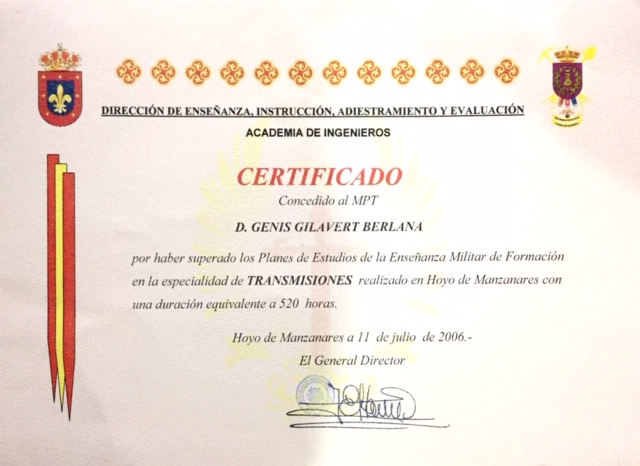 DIRECCIÓN DE ENSEÑANZA, INSTRUCCIÓN, ADIESTRAMIENTO Y EVALUACIÓN
ACADEMIA DE INGENIEROS
CERTIFICADO
Concedido al MPT
D. GENIS GILAVERT BERLANA
por haber superado los Planes de Estudios de la Enseñanza Militar de Formación
en la especialidad de TRANSMISIONES realizado en Hoyo de Manzanares con
una duración equivalente a 520 horas.
Hoyo de Manzanares a 11 de julio de 2006.-
El General Director